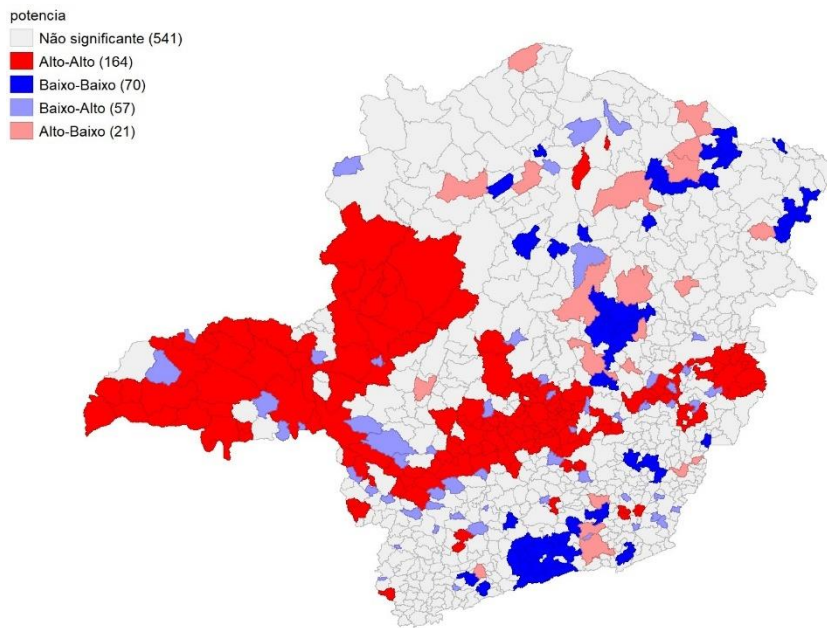 potencia
Não significante (541)
Alto-Alto (164)
Baixo-Baixo (70)
Baixo-Alto (57)
Alto-Baixo (21)